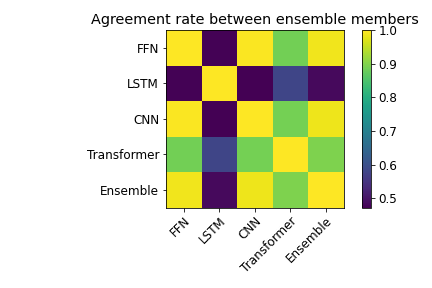 Agreement rate between ensemble members
FFN
LSTM
CNN
Transformer
Ensemble
FFN
LSTM
CNN
Transformer
Ensemble
1.0
0.9
0.8
0.7
0.6
0.5